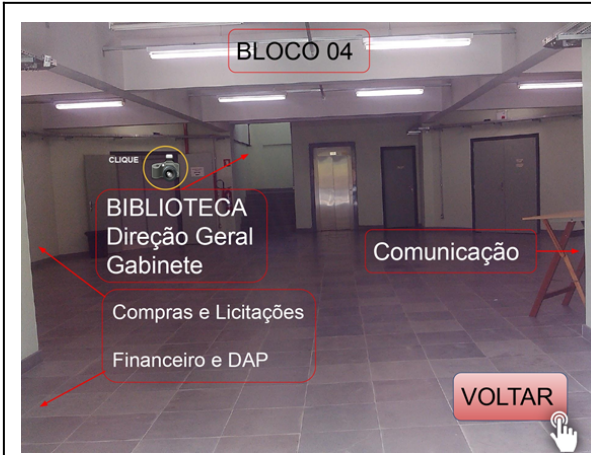 BLOCO 04
CLIQUE
BIBLIOTECA
Direção Geral
Gabinete
Comunicação
Compras e Licitações
Financeiro e DAP
VOLTAR